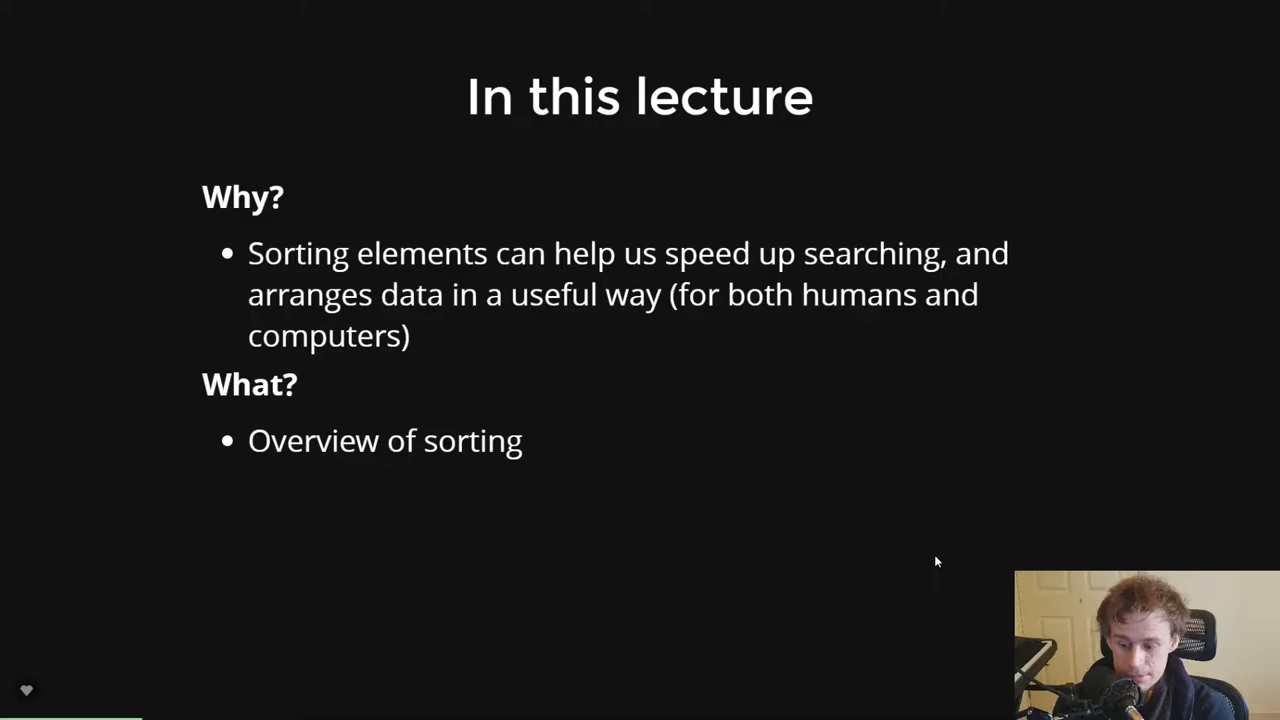 In this lecture
Why?
• Sorting elements can help us speed up searching, and
arranges data in a useful way (for both humans and
computers)
What?
• Overview of sorting